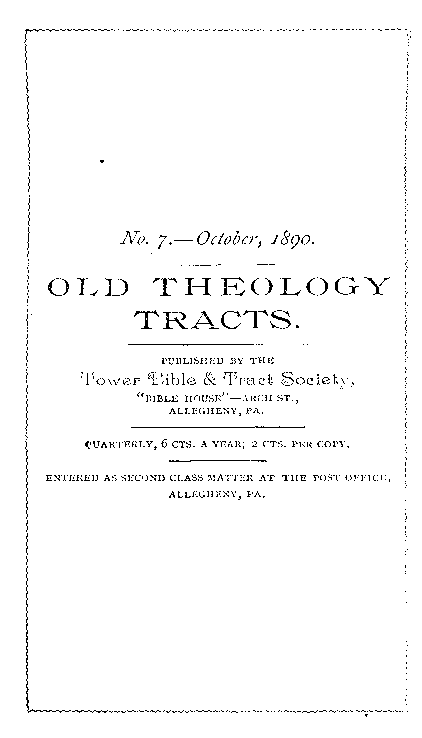 No. 7.—October, 1890.
OLD THEOLOGY
TRACTS.
PUBLISHED BY THE
Tower Bible & Tract Society,
"BIBLE HOUSE"—ARCH ST.,
ALLEGHENY, PA.
QUARTERLY, 6 CTS. A YEAR; 2 CTS. PER COPY.
ENTERED AS SECOND CLASS MATTER AT THE POST OFFICE,
ALLEGHENY, PA.